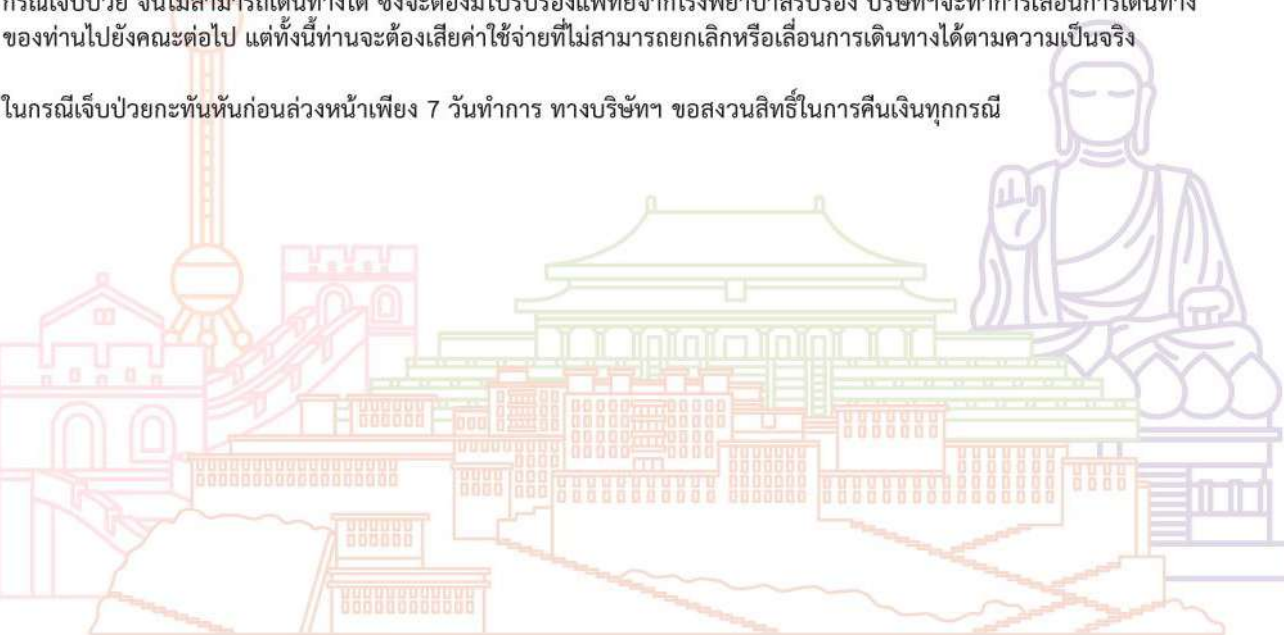 กรณีเจ็บป่วย จนไม่สามารถเดินทางได้ ซึ่งจะต้องมีใบรับรองแพทย์จากโรงพยาบาลรับรอง บริษัทฯจะทำการเลื่อนการเดินทาง
ของท่านไปยังคณะต่อไป แต่ทั้งนี้ท่านจะต้องเสียค่าใช้จ่ายที่ไม่สามารถยกเลิกหรือเลื่อนการเดินทางได้ตามความเป็นจริง
ในกรณีเจ็บป่วยกะทันหันก่อนล่วงหน้าเพียง 7 วันทำการ ทางบริษัทฯ ขอสงวนสิทธิ์ในการคืนเงินทุกกรณี